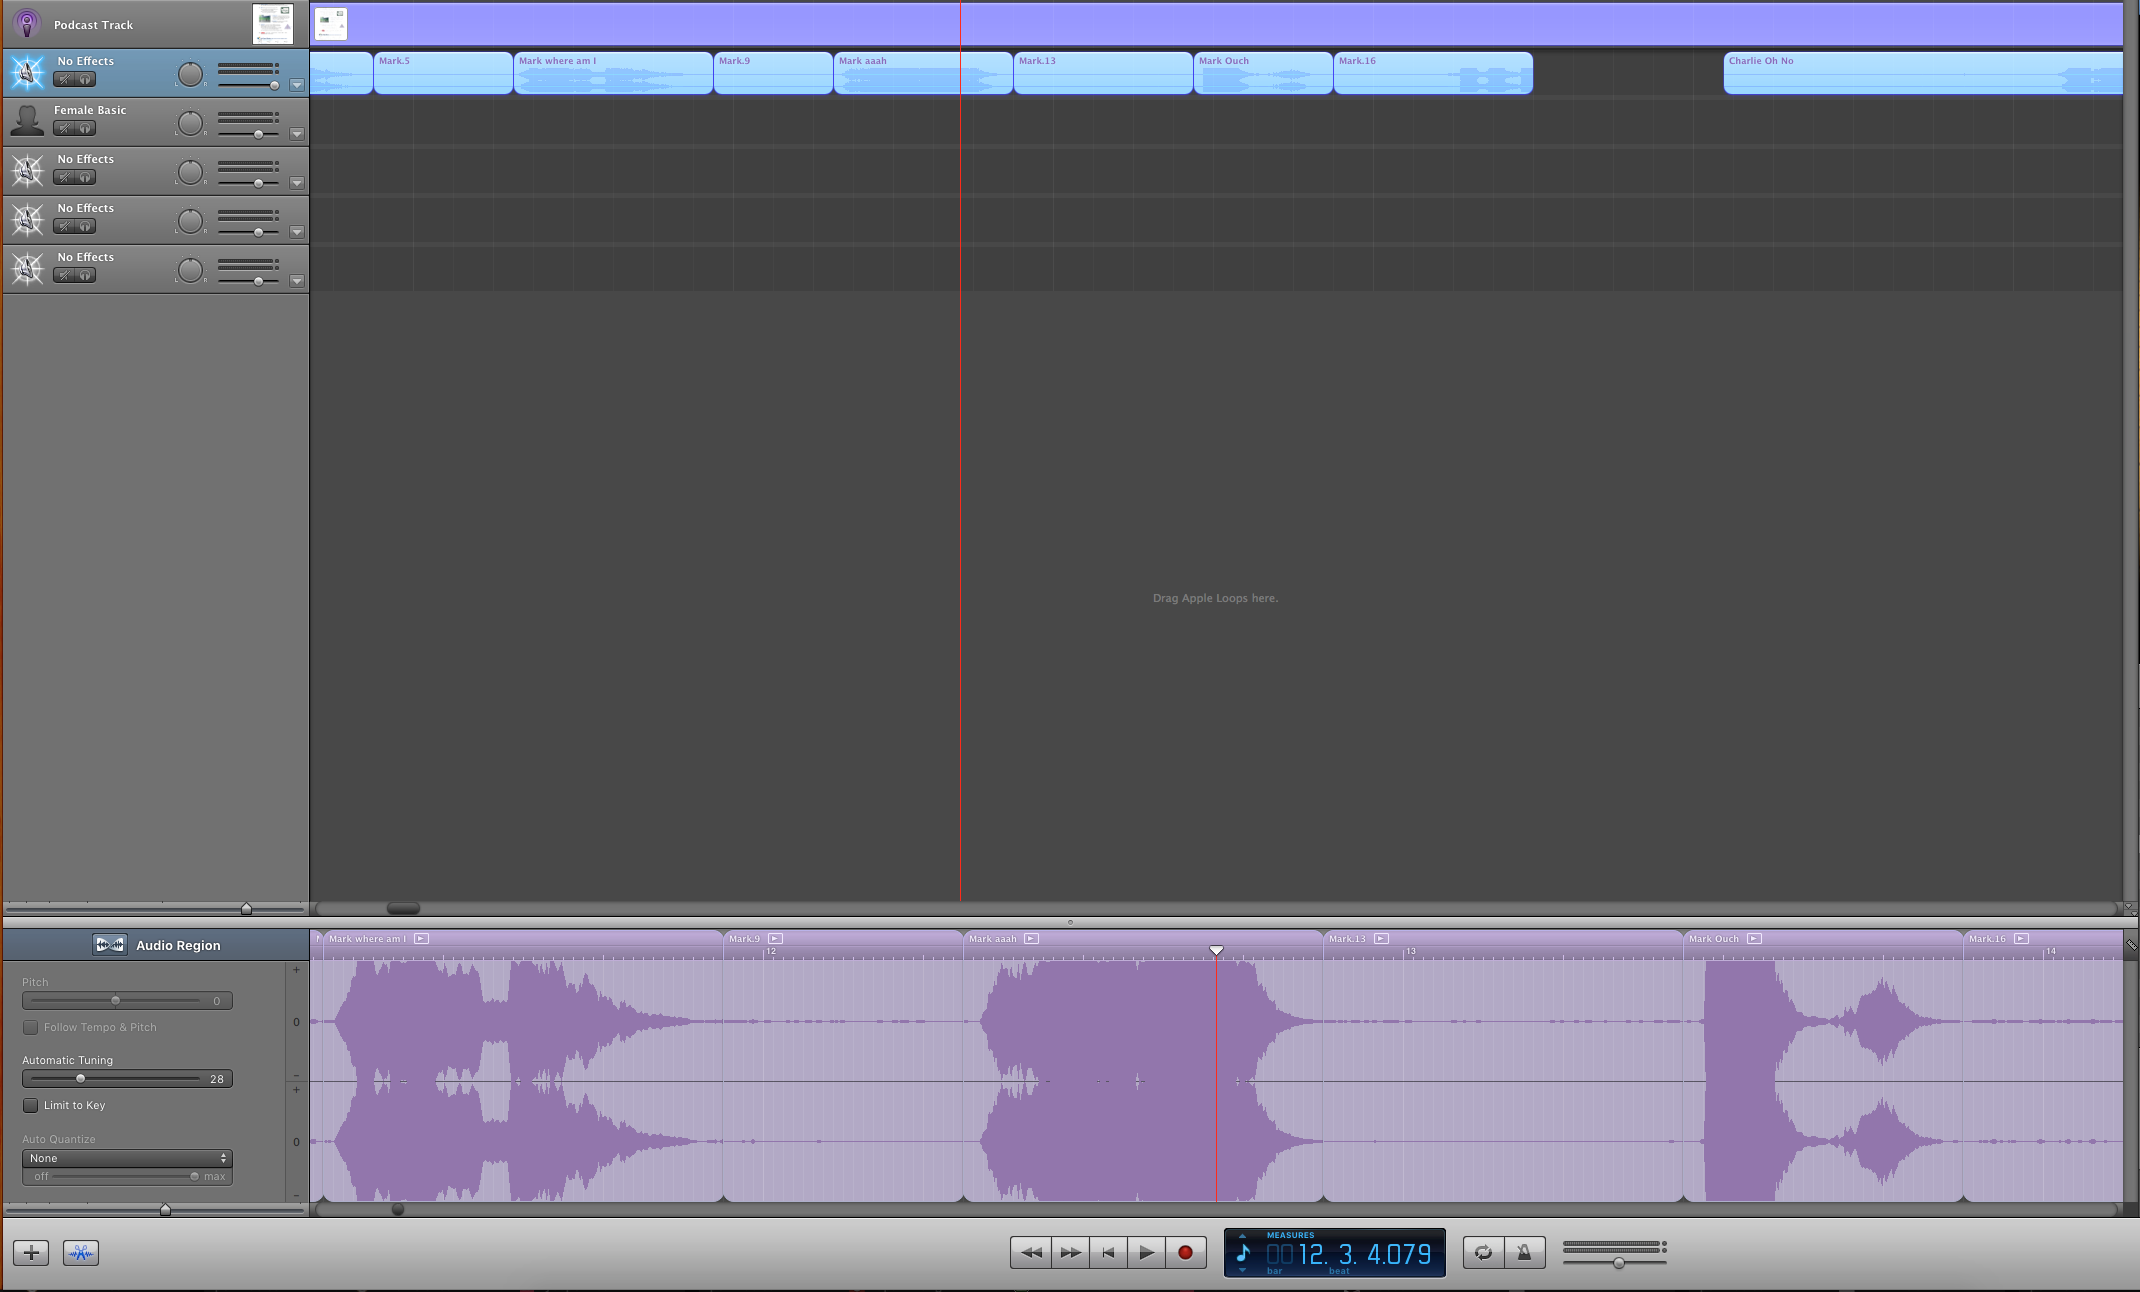 Podcast Track
No Effects
L R
Mark.5
Mark where am I
Mark.9
Mark aaah
Mark.13
Mark Ouch
Mark.16
Charlie Oh No
Female Basic
L R
No Effects
L R
No Effects
L R
No Effects
L R
Drag Apple Loops here.
Audio Region
Mark where am I
Mark.9
Mark aaah
Mark.13
Mark Ouch
Mark.16
12
13
14
Pitch
0
Follow Tempo & Pitch
Automatic Tuning
28
Limit to Key
Auto Quantize
None
off
max
+
0
-
+
0
-
MEASURES
0012. 3. 4.079
bar
beat